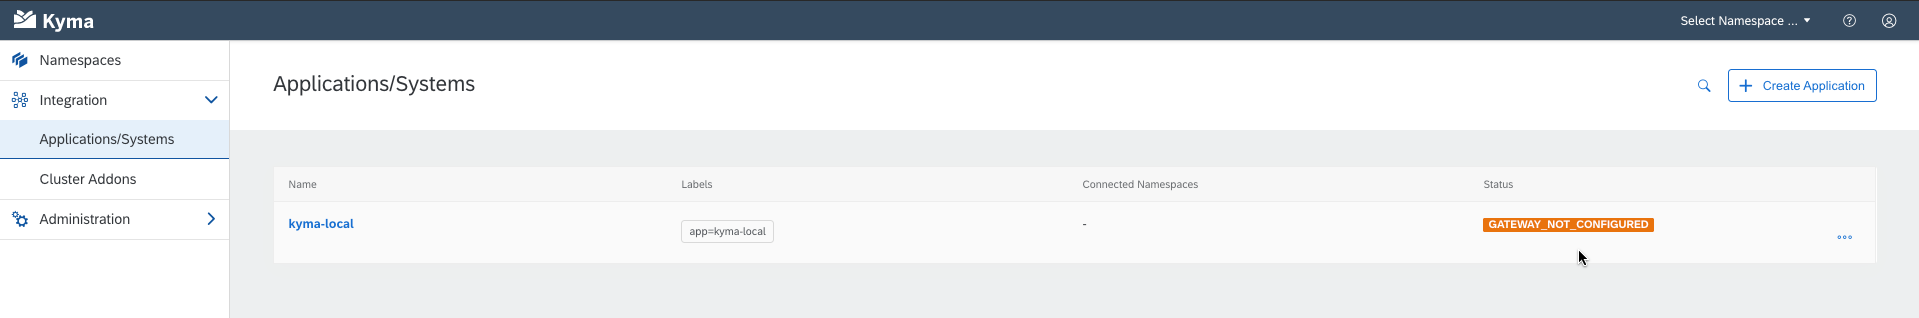 Kyma
Select Namespace ...
Namespaces
Integration
Applications/Systems
Cluster Addons
Administration
Applications/Systems
Create Application
Name Labels Connected Namespaces Status
kyma-local app=kyma-local - GATEWAY_NOT_CONFIGURED